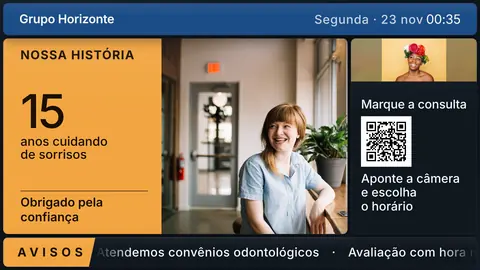 Grupo Horizonte
Segunda · 23 nov 00:35
NOSSA HISTÓRIA
15
anos cuidando
de sorrisos
Obrigado pela
confiança
Marque a consulta
Aponte a câmera
e escolha
o horário
AVISOS
Atendemos convênios odontológicos · Avaliação com hora